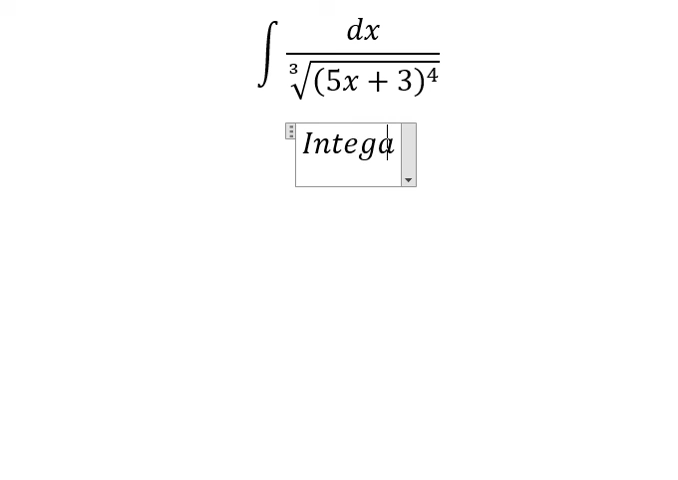 ∫ dx / ∛(5x + 3)⁴
Intega